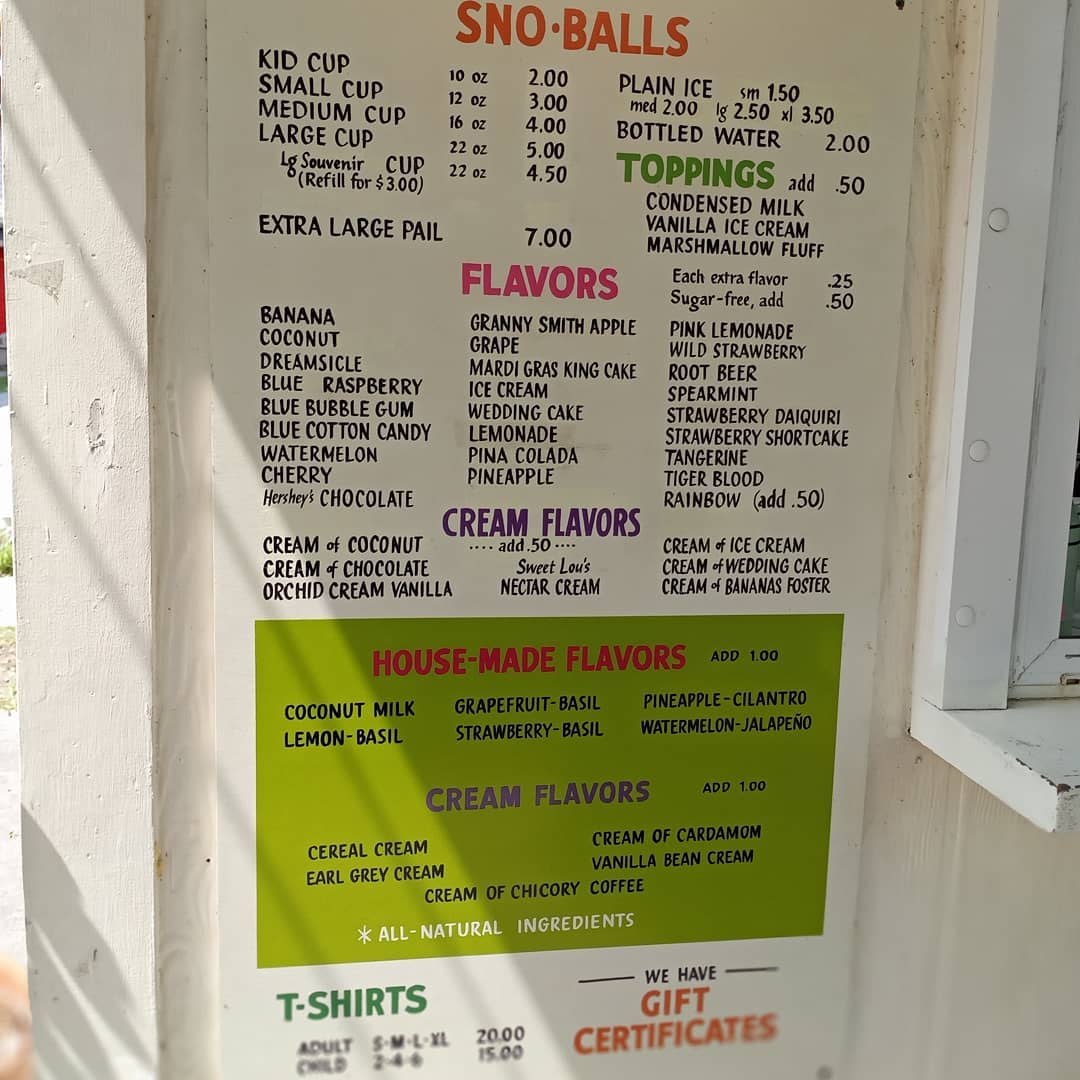 SNO·BALLS
KID CUP 10 oz 2.00
SMALL CUP 12 oz 3.00
MEDIUM CUP 16 oz 4.00
LARGE CUP 22 oz 5.00
Lg Souvenir CUP 22 oz 4.50
(Refill for $3.00)
EXTRA LARGE PAIL 7.00
PLAIN ICE sm 1.50
med 2.00 lg 2.50 xl 3.50
BOTTLED WATER 2.00
TOPPINGS add .50
CONDENSED MILK
VANILLA ICE CREAM
MARSHMALLOW FLUFF
Each extra flavor .25
Sugar-free, add .50
FLAVORS
BANANA
COCONUT
DREAMSICLE
BLUE RASPBERRY
BLUE BUBBLE GUM
BLUE COTTON CANDY
WATERMELON
CHERRY
Hershey's CHOCOLATE
GRANNY SMITH APPLE
GRAPE
MARDI GRAS KING CAKE
ICE CREAM
WEDDING CAKE
LEMONADE
PINA COLADA
PINEAPPLE
PINK LEMONADE
WILD STRAWBERRY
ROOT BEER
SPEARMINT
STRAWBERRY DAIQUIRI
STRAWBERRY SHORTCAKE
TANGERINE
TIGER BLOOD
RAINBOW (add .50)
CREAM FLAVORS
···· add .50 ····
CREAM of COCONUT
CREAM of CHOCOLATE
ORCHID CREAM VANILLA
Sweet Lou's
NECTAR CREAM
CREAM of ICE CREAM
CREAM of WEDDING CAKE
CREAM of BANANAS FOSTER
HOUSE-MADE FLAVORS ADD 1.00
COCONUT MILK GRAPEFRUIT-BASIL PINEAPPLE-CILANTRO
LEMON-BASIL STRAWBERRY-BASIL WATERMELON-JALAPEÑO
CREAM FLAVORS ADD 1.00
CEREAL CREAM CREAM OF CARDAMOM
EARL GREY CREAM VANILLA BEAN CREAM
CREAM OF CHICORY COFFEE
* ALL-NATURAL INGREDIENTS
T-SHIRTS
ADULT S-M-L-XL 20.00
CHILD 2-4-6 15.00
WE HAVE
GIFT
CERTIFICATES